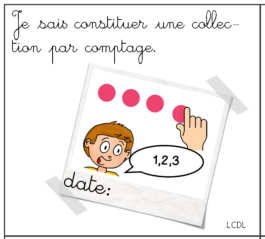 Je sais constituer une collec-
tion par comptage.
1,2,3
date:
LCDL